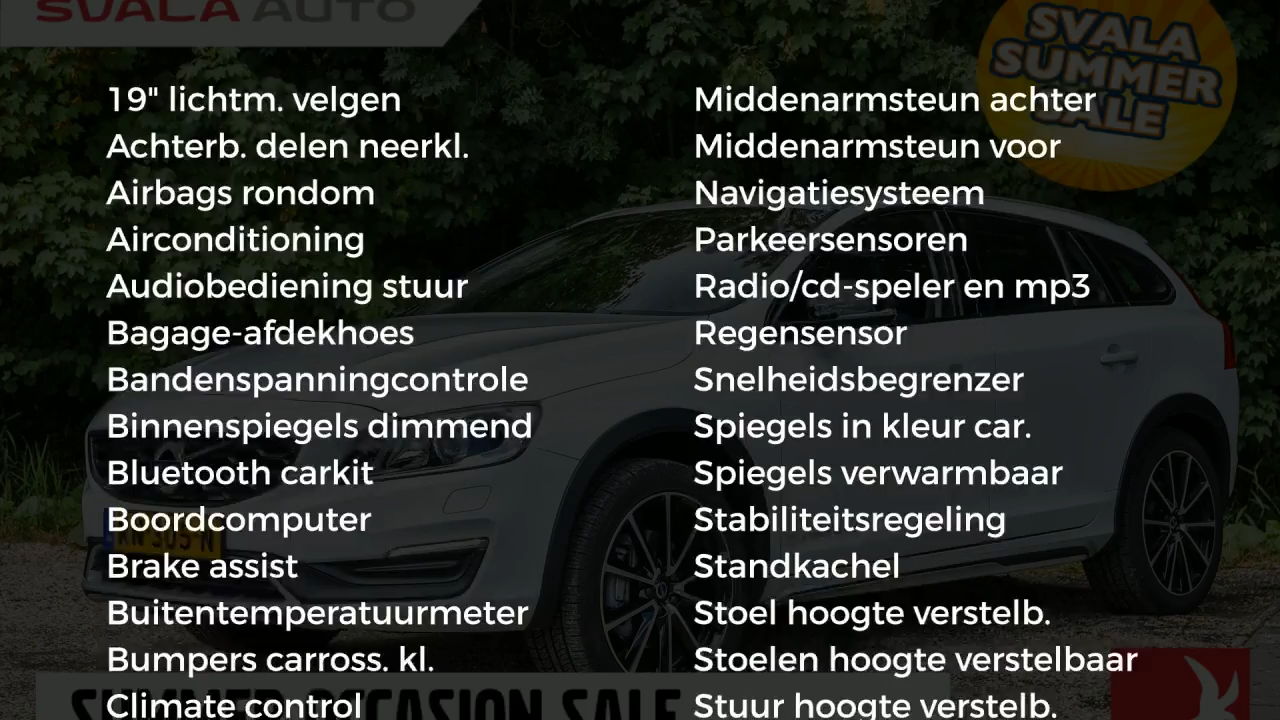 SVALA AUTO
SVALA
SUMMER
SALE
19" lichtm. velgen
Achterb. delen neerkl.
Airbags rondom
Airconditioning
Audiobediening stuur
Bagage-afdekhoes
Bandenspanningcontrole
Binnenspiegels dimmend
Bluetooth carkit
Boordcomputer
Brake assist
Buitentemperatuurmeter
Bumpers carross. kl.
Climate control
Middenarmsteun achter
Middenarmsteun voor
Navigatiesysteem
Parkeersensoren
Radio/cd-speler en mp3
Regensensor
Snelheidsbegrenzer
Spiegels in kleur car.
Spiegels verwarmbaar
Stabiliteitsregeling
Standkachel
Stoel hoogte verstelb.
Stoelen hoogte verstelbaar
Stuur hoogte verstelb.
SUMMER OCCASION SALE